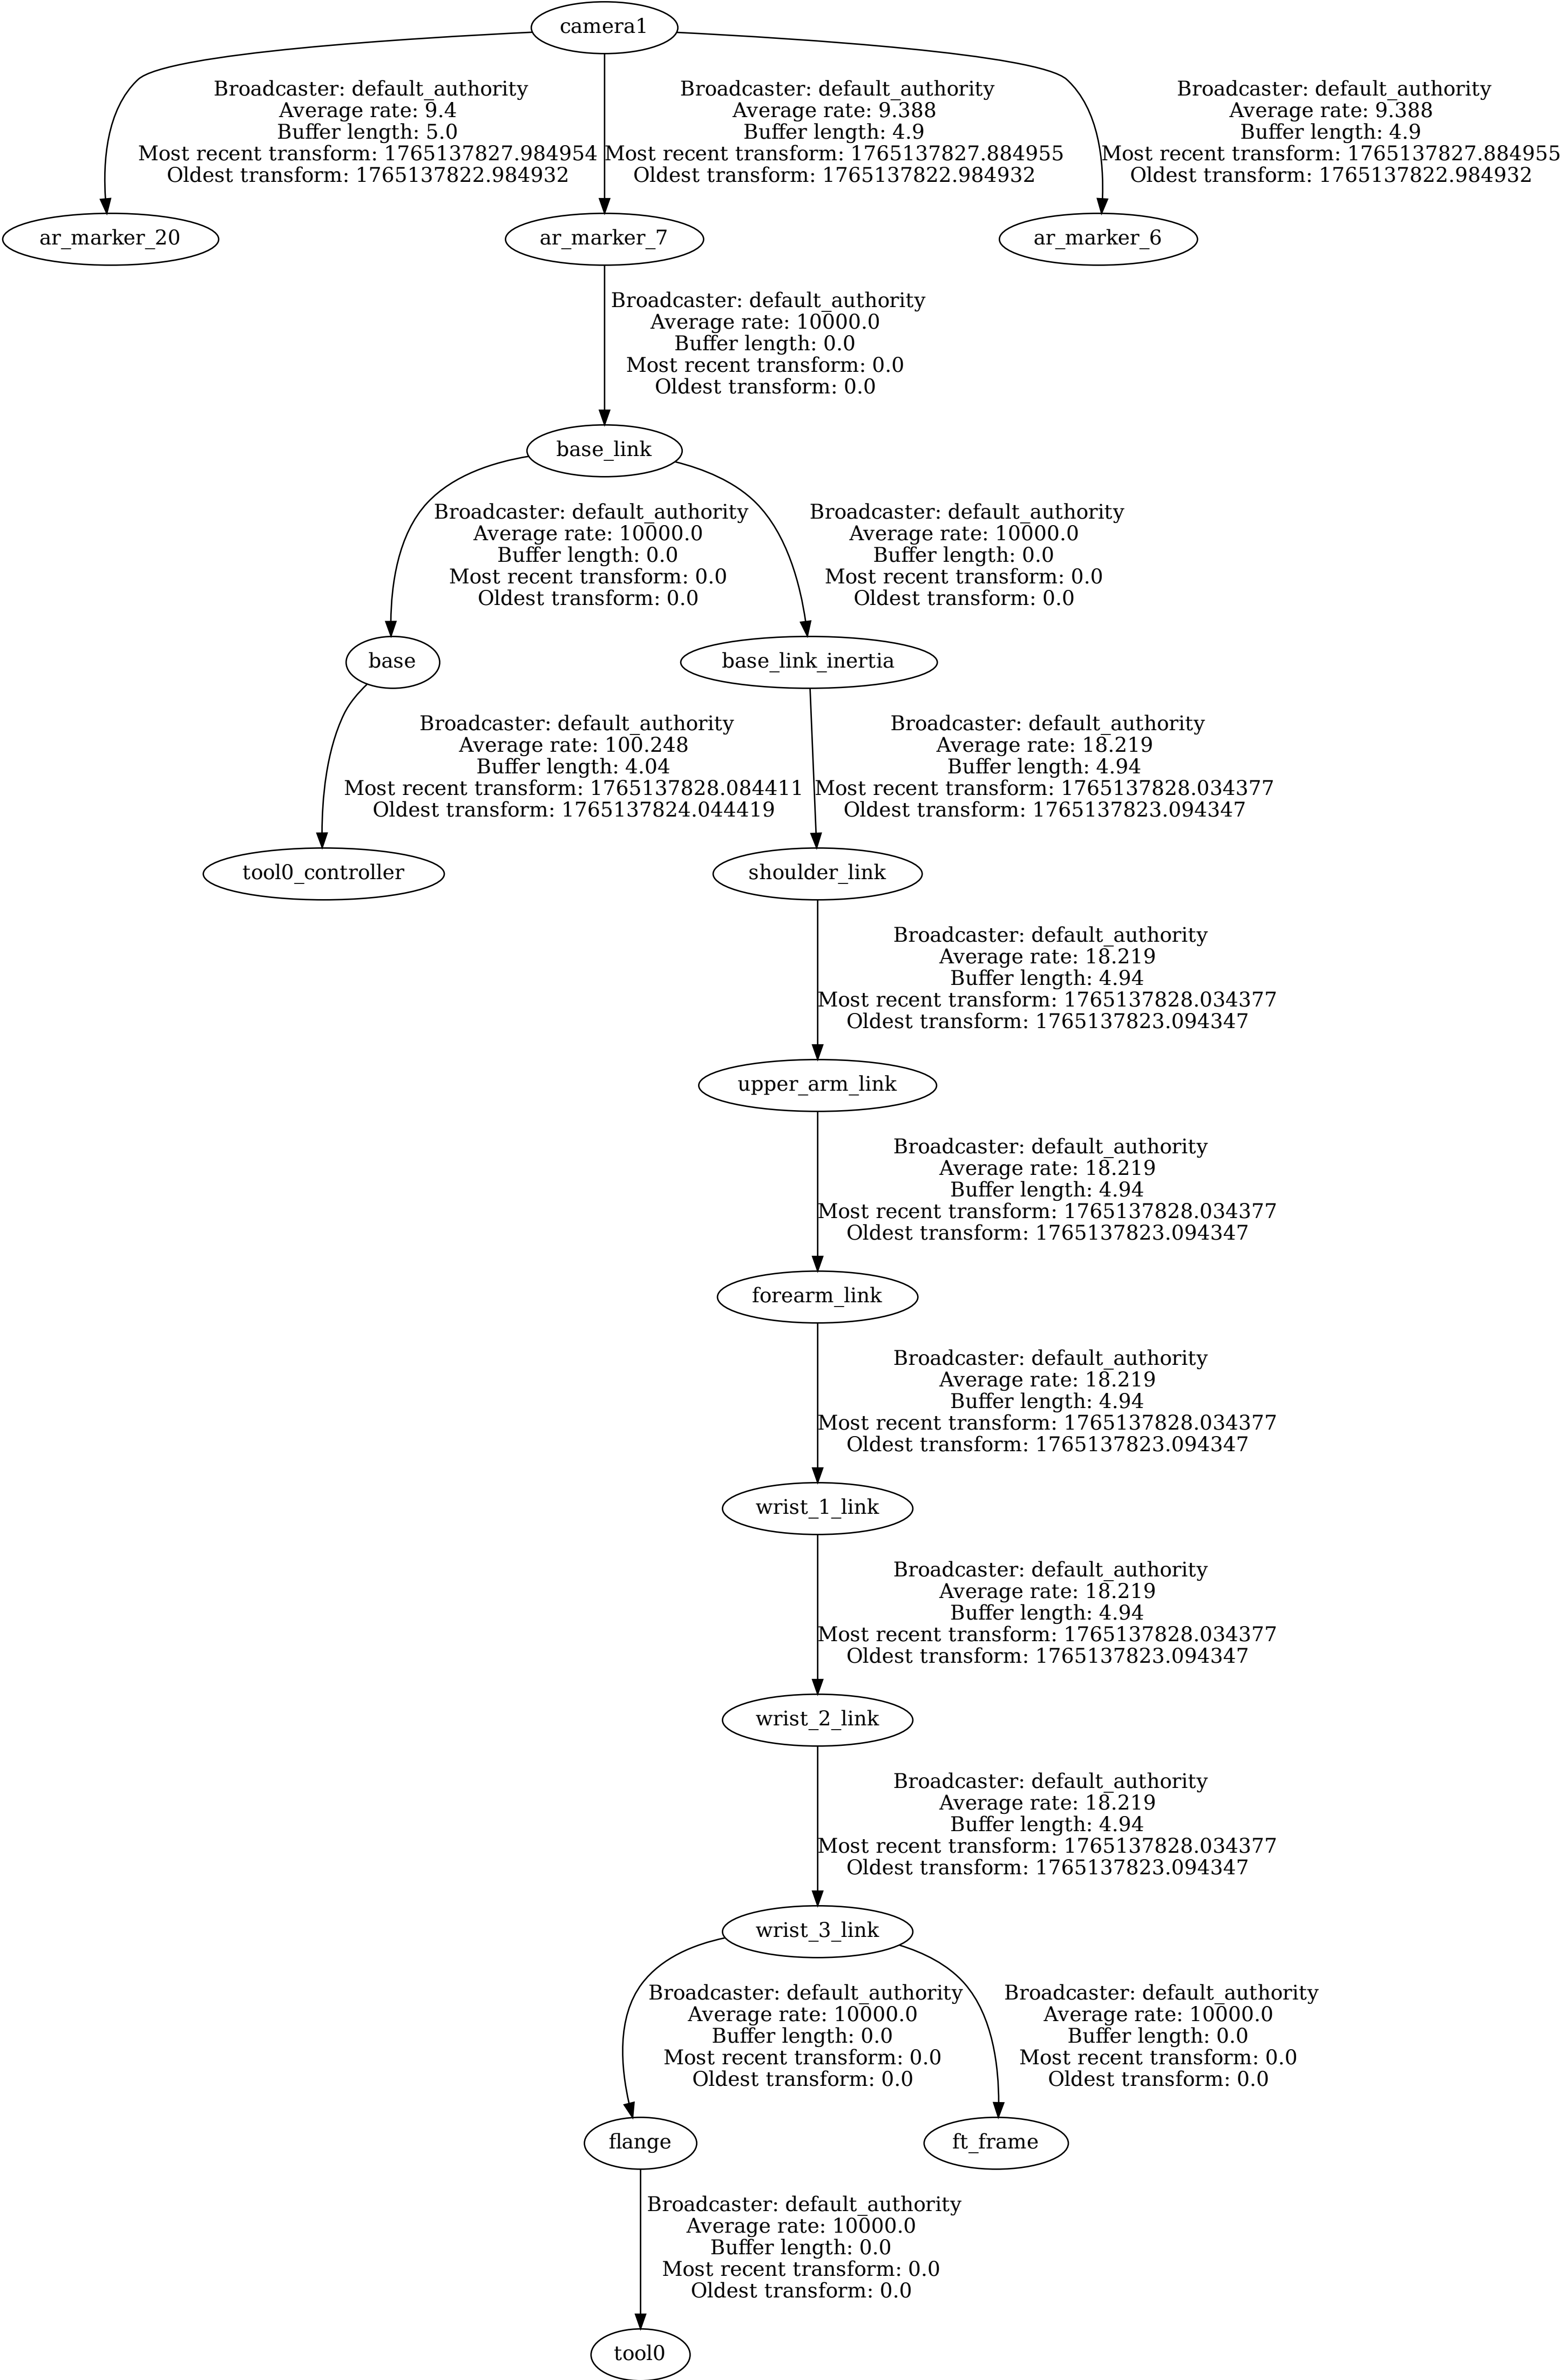 camera1
Broadcaster: default_authority
Average rate: 9.4
Buffer length: 5.0
Most recent transform: 1765137827.984954
Oldest transform: 1765137822.984932
Broadcaster: default_authority
Average rate: 9.388
Buffer length: 4.9
Most recent transform: 1765137827.884955
Oldest transform: 1765137822.984932
Broadcaster: default_authority
Average rate: 9.388
Buffer length: 4.9
Most recent transform: 1765137827.884955
Oldest transform: 1765137822.984932
ar_marker_20
ar_marker_7
ar_marker_6
Broadcaster: default_authority
Average rate: 10000.0
Buffer length: 0.0
Most recent transform: 0.0
Oldest transform: 0.0
base_link
Broadcaster: default_authority
Average rate: 10000.0
Buffer length: 0.0
Most recent transform: 0.0
Oldest transform: 0.0
Broadcaster: default_authority
Average rate: 10000.0
Buffer length: 0.0
Most recent transform: 0.0
Oldest transform: 0.0
base
base_link_inertia
Broadcaster: default_authority
Average rate: 100.248
Buffer length: 4.04
Most recent transform: 1765137828.084411
Oldest transform: 1765137824.044419
Broadcaster: default_authority
Average rate: 18.219
Buffer length: 4.94
Most recent transform: 1765137828.034377
Oldest transform: 1765137823.094347
tool0_controller
shoulder_link
Broadcaster: default_authority
Average rate: 18.219
Buffer length: 4.94
Most recent transform: 1765137828.034377
Oldest transform: 1765137823.094347
upper_arm_link
Broadcaster: default_authority
Average rate: 18.219
Buffer length: 4.94
Most recent transform: 1765137828.034377
Oldest transform: 1765137823.094347
forearm_link
Broadcaster: default_authority
Average rate: 18.219
Buffer length: 4.94
Most recent transform: 1765137828.034377
Oldest transform: 1765137823.094347
wrist_1_link
Broadcaster: default_authority
Average rate: 18.219
Buffer length: 4.94
Most recent transform: 1765137828.034377
Oldest transform: 1765137823.094347
wrist_2_link
Broadcaster: default_authority
Average rate: 18.219
Buffer length: 4.94
Most recent transform: 1765137828.034377
Oldest transform: 1765137823.094347
wrist_3_link
Broadcaster: default_authority
Average rate: 10000.0
Buffer length: 0.0
Most recent transform: 0.0
Oldest transform: 0.0
Broadcaster: default_authority
Average rate: 10000.0
Buffer length: 0.0
Most recent transform: 0.0
Oldest transform: 0.0
flange
ft_frame
Broadcaster: default_authority
Average rate: 10000.0
Buffer length: 0.0
Most recent transform: 0.0
Oldest transform: 0.0
tool0